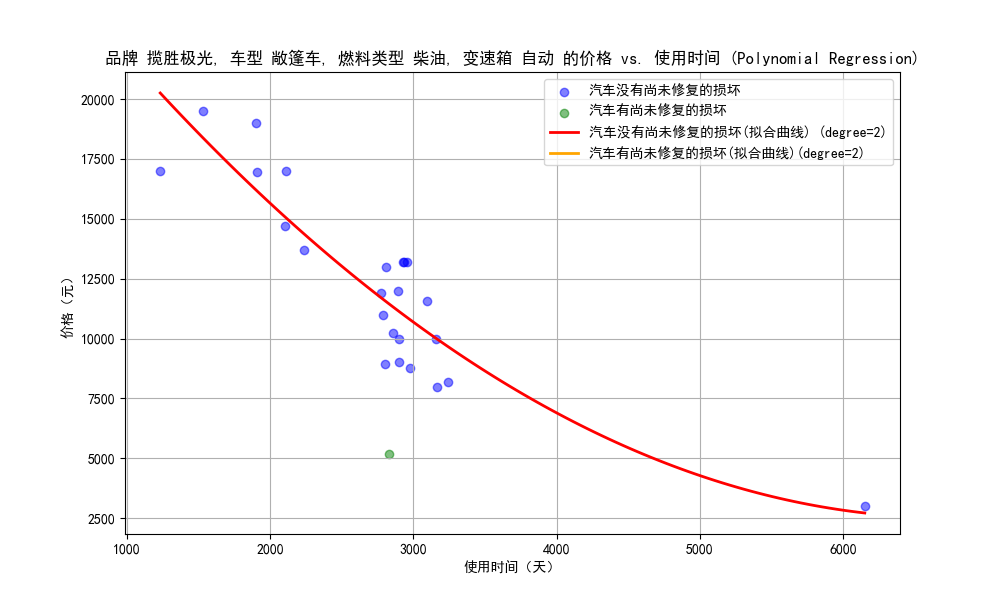 品牌 揽胜极光, 车型 敞篷车, 燃料类型 柴油, 变速箱 自动 的价格 vs. 使用时间 (Polynomial Regression)
汽车没有尚未修复的损坏
汽车有尚未修复的损坏
汽车没有尚未修复的损坏(拟合曲线) (degree=2)
汽车有尚未修复的损坏(拟合曲线)(degree=2)
价格（元）
20000
17500
15000
12500
10000
7500
5000
2500
1000 2000 3000 4000 5000 6000
使用时间（天）